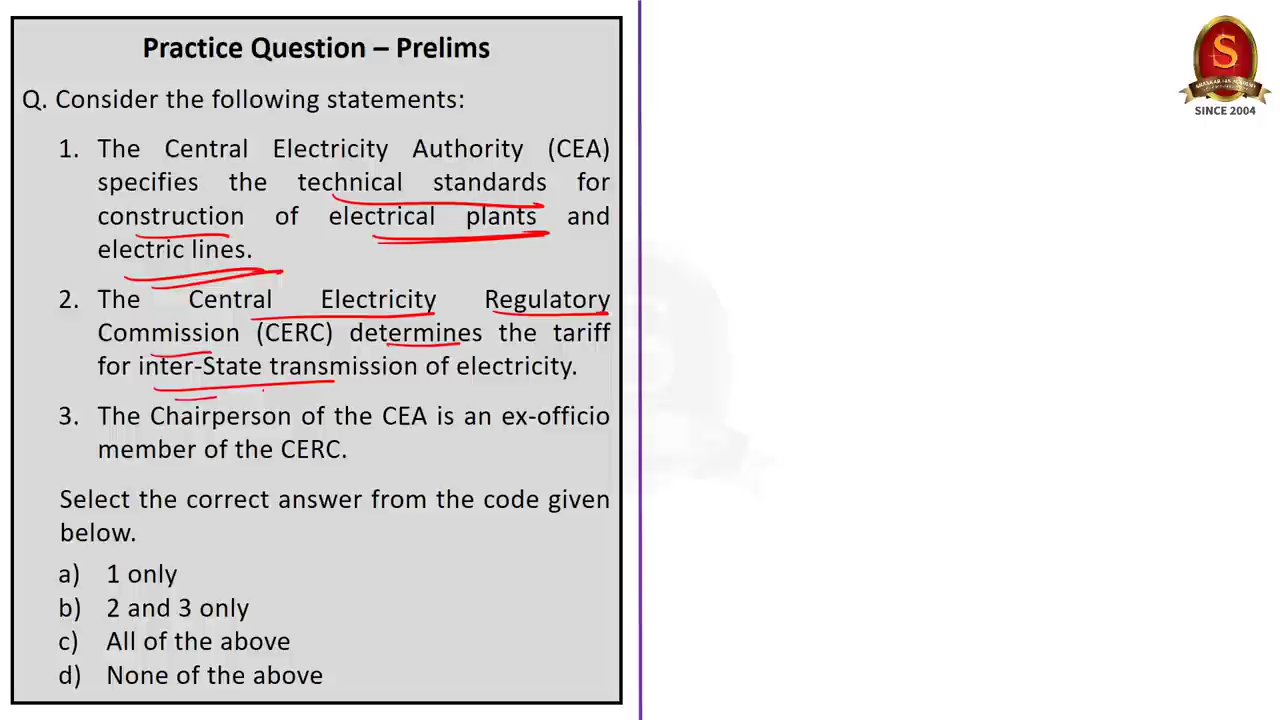 Practice Question – Prelims
Q. Consider the following statements:
1. The Central Electricity Authority (CEA)
specifies the technical standards for
construction of electrical plants and
electric lines.
2. The Central Electricity Regulatory
Commission (CERC) determines the tariff
for inter-State transmission of electricity.
3. The Chairperson of the CEA is an ex-officio
member of the CERC.
Select the correct answer from the code given
below.
a) 1 only
b) 2 and 3 only
c) All of the above
d) None of the above
S
SHANKAR IAS ACADEMY
SINCE 2004